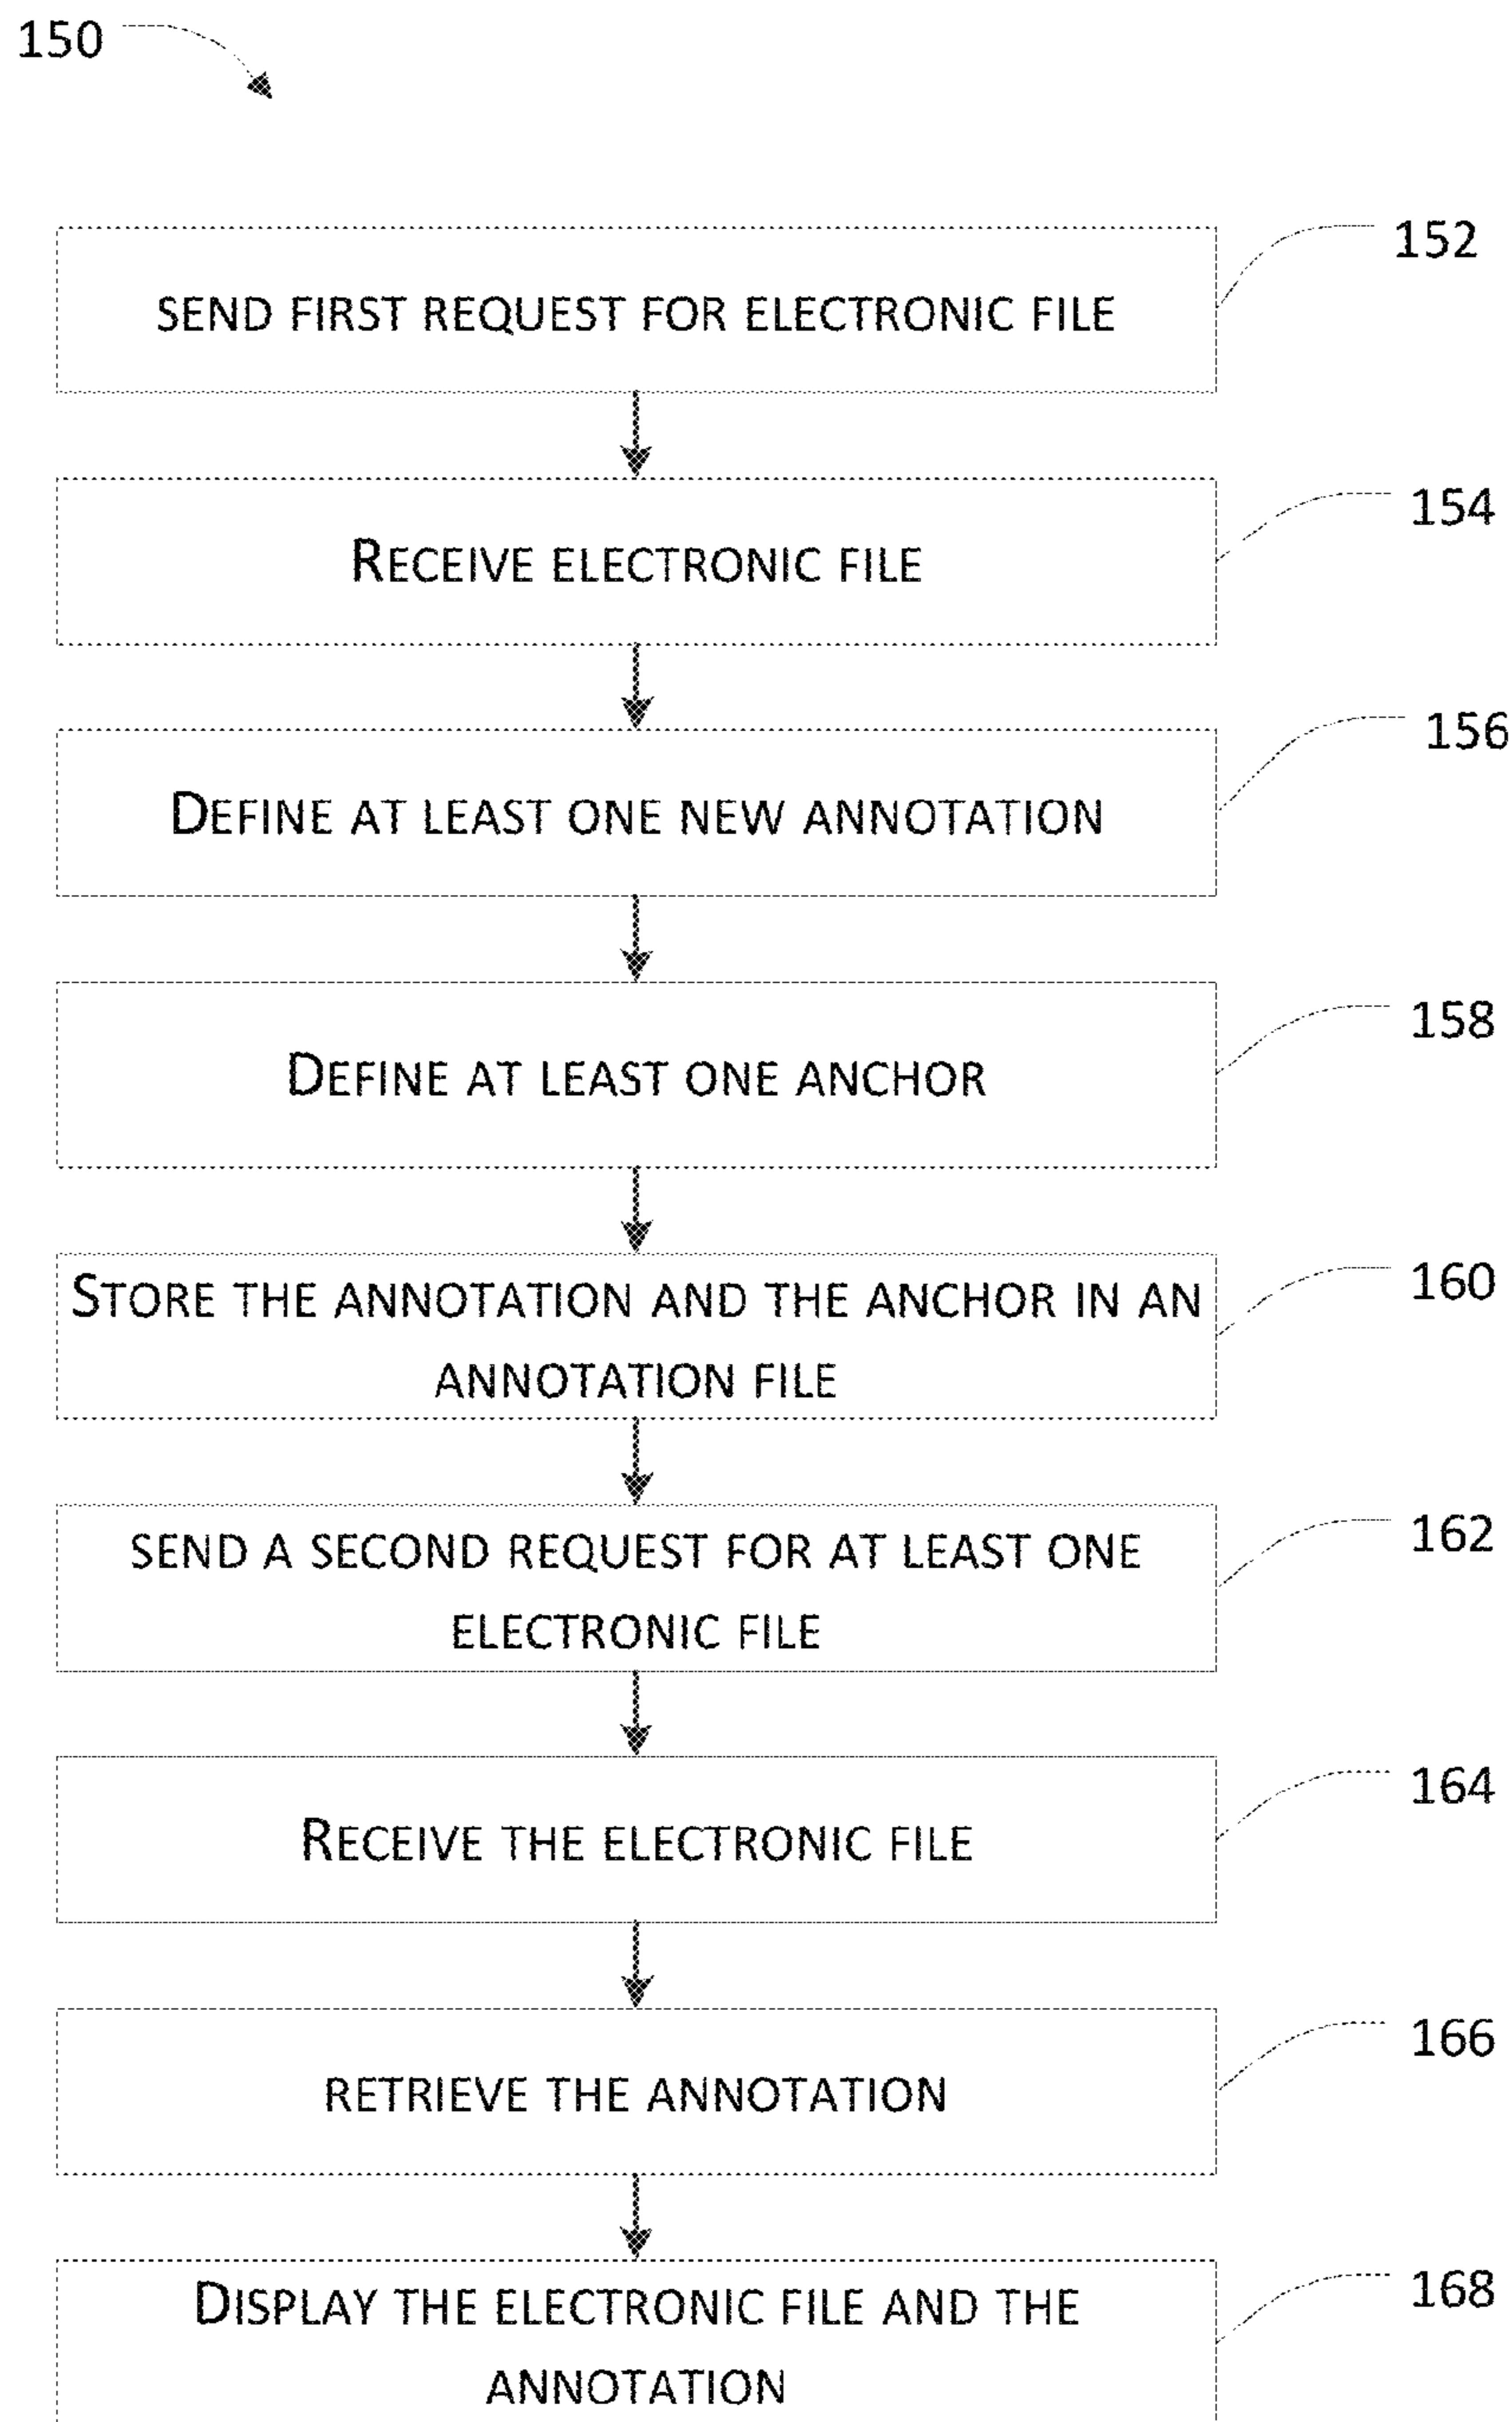 150
152
SEND FIRST REQUEST FOR ELECTRONIC FILE
154
RECEIVE ELECTRONIC FILE
156
DEFINE AT LEAST ONE NEW ANNOTATION
158
DEFINE AT LEAST ONE ANCHOR
160
STORE THE ANNOTATION AND THE ANCHOR IN AN
ANNOTATION FILE
162
SEND A SECOND REQUEST FOR AT LEAST ONE
ELECTRONIC FILE
164
RECEIVE THE ELECTRONIC FILE
166
RETRIEVE THE ANNOTATION
168
DISPLAY THE ELECTRONIC FILE AND THE
ANNOTATION